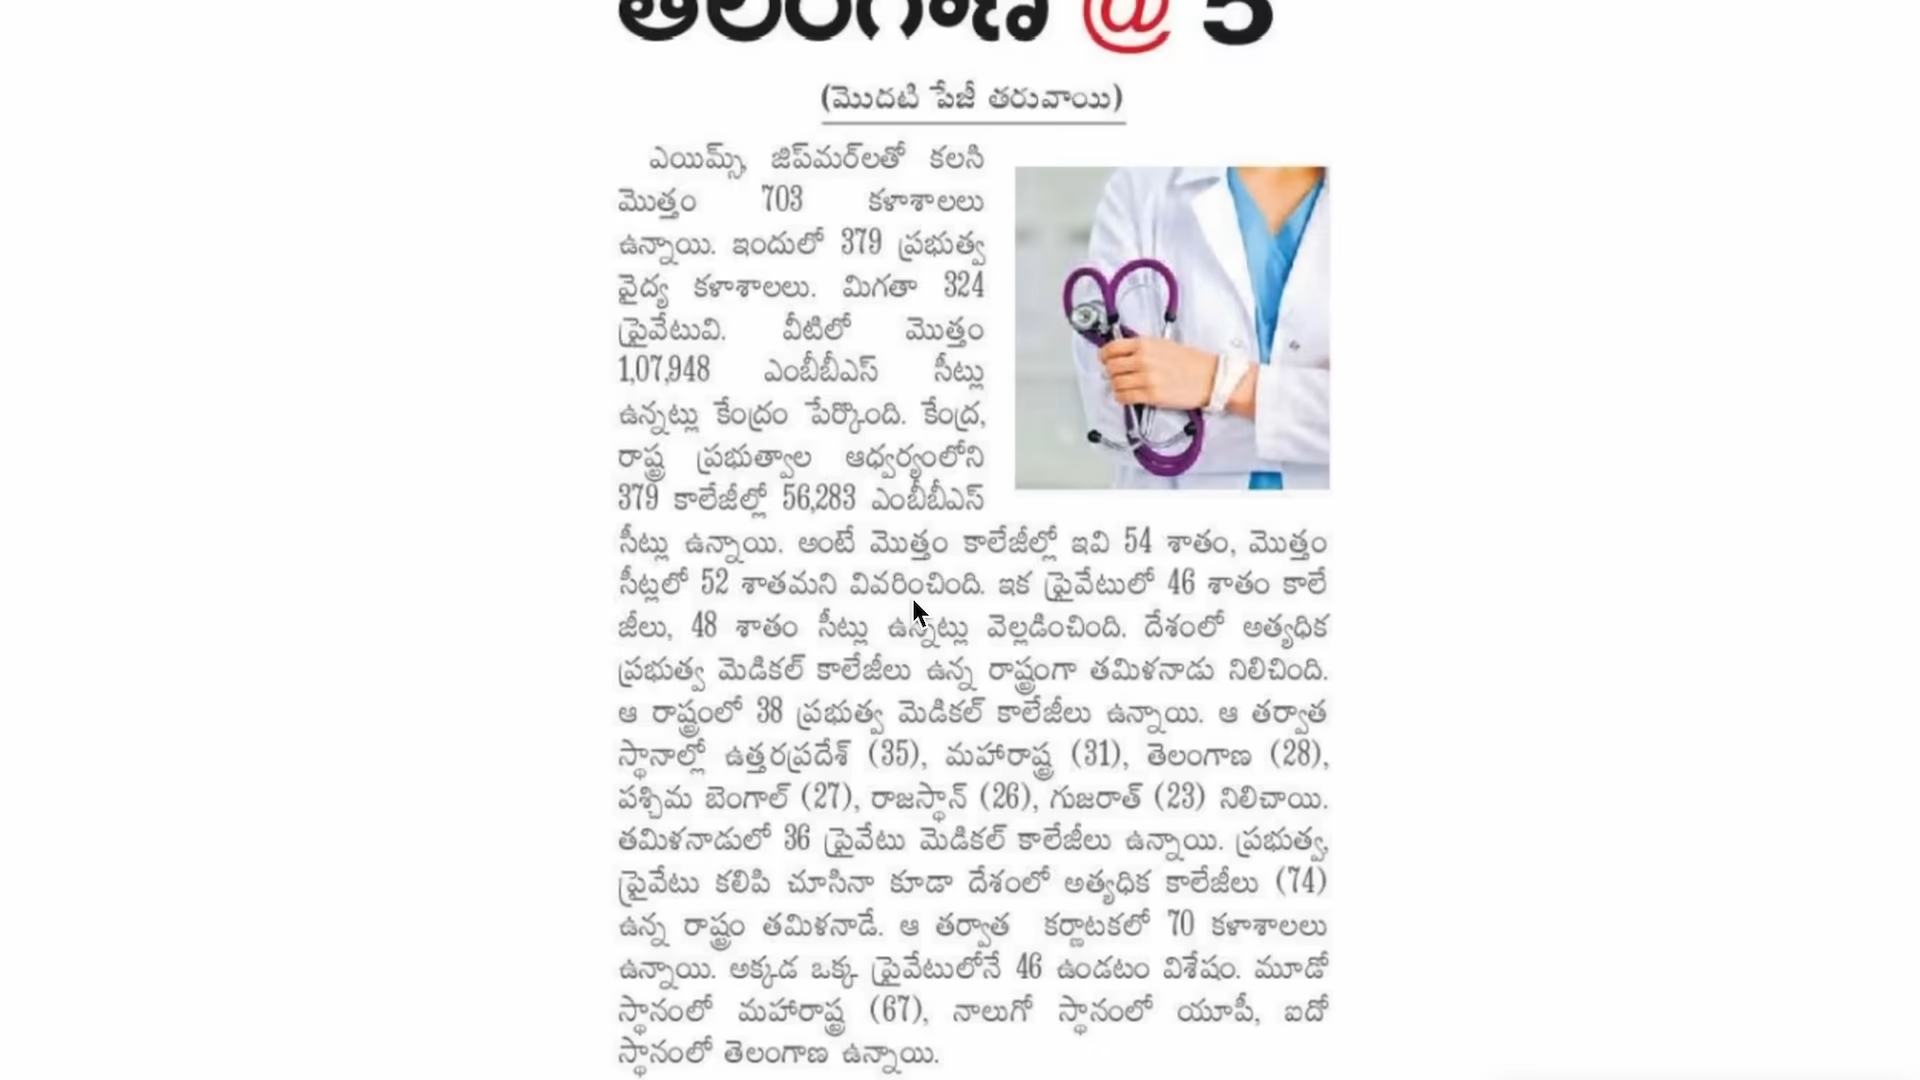 తెలంగాణ @ 5
(మొదటి పేజీ తరువాయి)
ఎయిమ్స్, జిప్‌మర్‌లతో కలసి
మొత్తం 703 కళాశాలలు
ఉన్నాయి. ఇందులో 379 ప్రభుత్వ
వైద్య కళాశాలలు. మిగతా 324
ప్రైవేటువి. వీటిలో మొత్తం
1,07,948 ఎంబీబీఎస్ సీట్లు
ఉన్నట్లు కేంద్రం పేర్కొంది. కేంద్ర,
రాష్ట్ర ప్రభుత్వాల ఆధ్వర్యంలోని
379 కాలేజీల్లో 56,283 ఎంబీబీఎస్
సీట్లు ఉన్నాయి. అంటే మొత్తం కాలేజీల్లో ఇవి 54 శాతం, మొత్తం
సీట్లలో 52 శాతమని వివరించింది. ఇక ప్రైవేటులో 46 శాతం కాలే
జీలు, 48 శాతం సీట్లు ఉన్నట్లు వెల్లడించింది. దేశంలో అత్యధిక
ప్రభుత్వ మెడికల్ కాలేజీలు ఉన్న రాష్ట్రంగా తమిళనాడు నిలిచింది.
ఆ రాష్ట్రంలో 38 ప్రభుత్వ మెడికల్ కాలేజీలు ఉన్నాయి. ఆ తర్వాత
స్థానాల్లో ఉత్తరప్రదేశ్ (35), మహారాష్ట్ర (31), తెలంగాణ (28),
పశ్చిమ బెంగాల్ (27), రాజస్థాన్ (26), గుజరాత్ (23) నిలిచాయి.
తమిళనాడులో 36 ప్రైవేటు మెడికల్ కాలేజీలు ఉన్నాయి. ప్రభుత్వ,
ప్రైవేటు కలిపి చూసినా కూడా దేశంలో అత్యధిక కాలేజీలు (74)
ఉన్న రాష్ట్రం తమిళనాడే. ఆ తర్వాత కర్ణాటకలో 70 కళాశాలలు
ఉన్నాయి. అక్కడ ఒక్క ప్రైవేటులోనే 46 ఉండటం విశేషం. మూడో
స్థానంలో మహారాష్ట్ర (67), నాలుగో స్థానంలో యూపీ, ఐదో
స్థానంలో తెలంగాణ ఉన్నాయి.